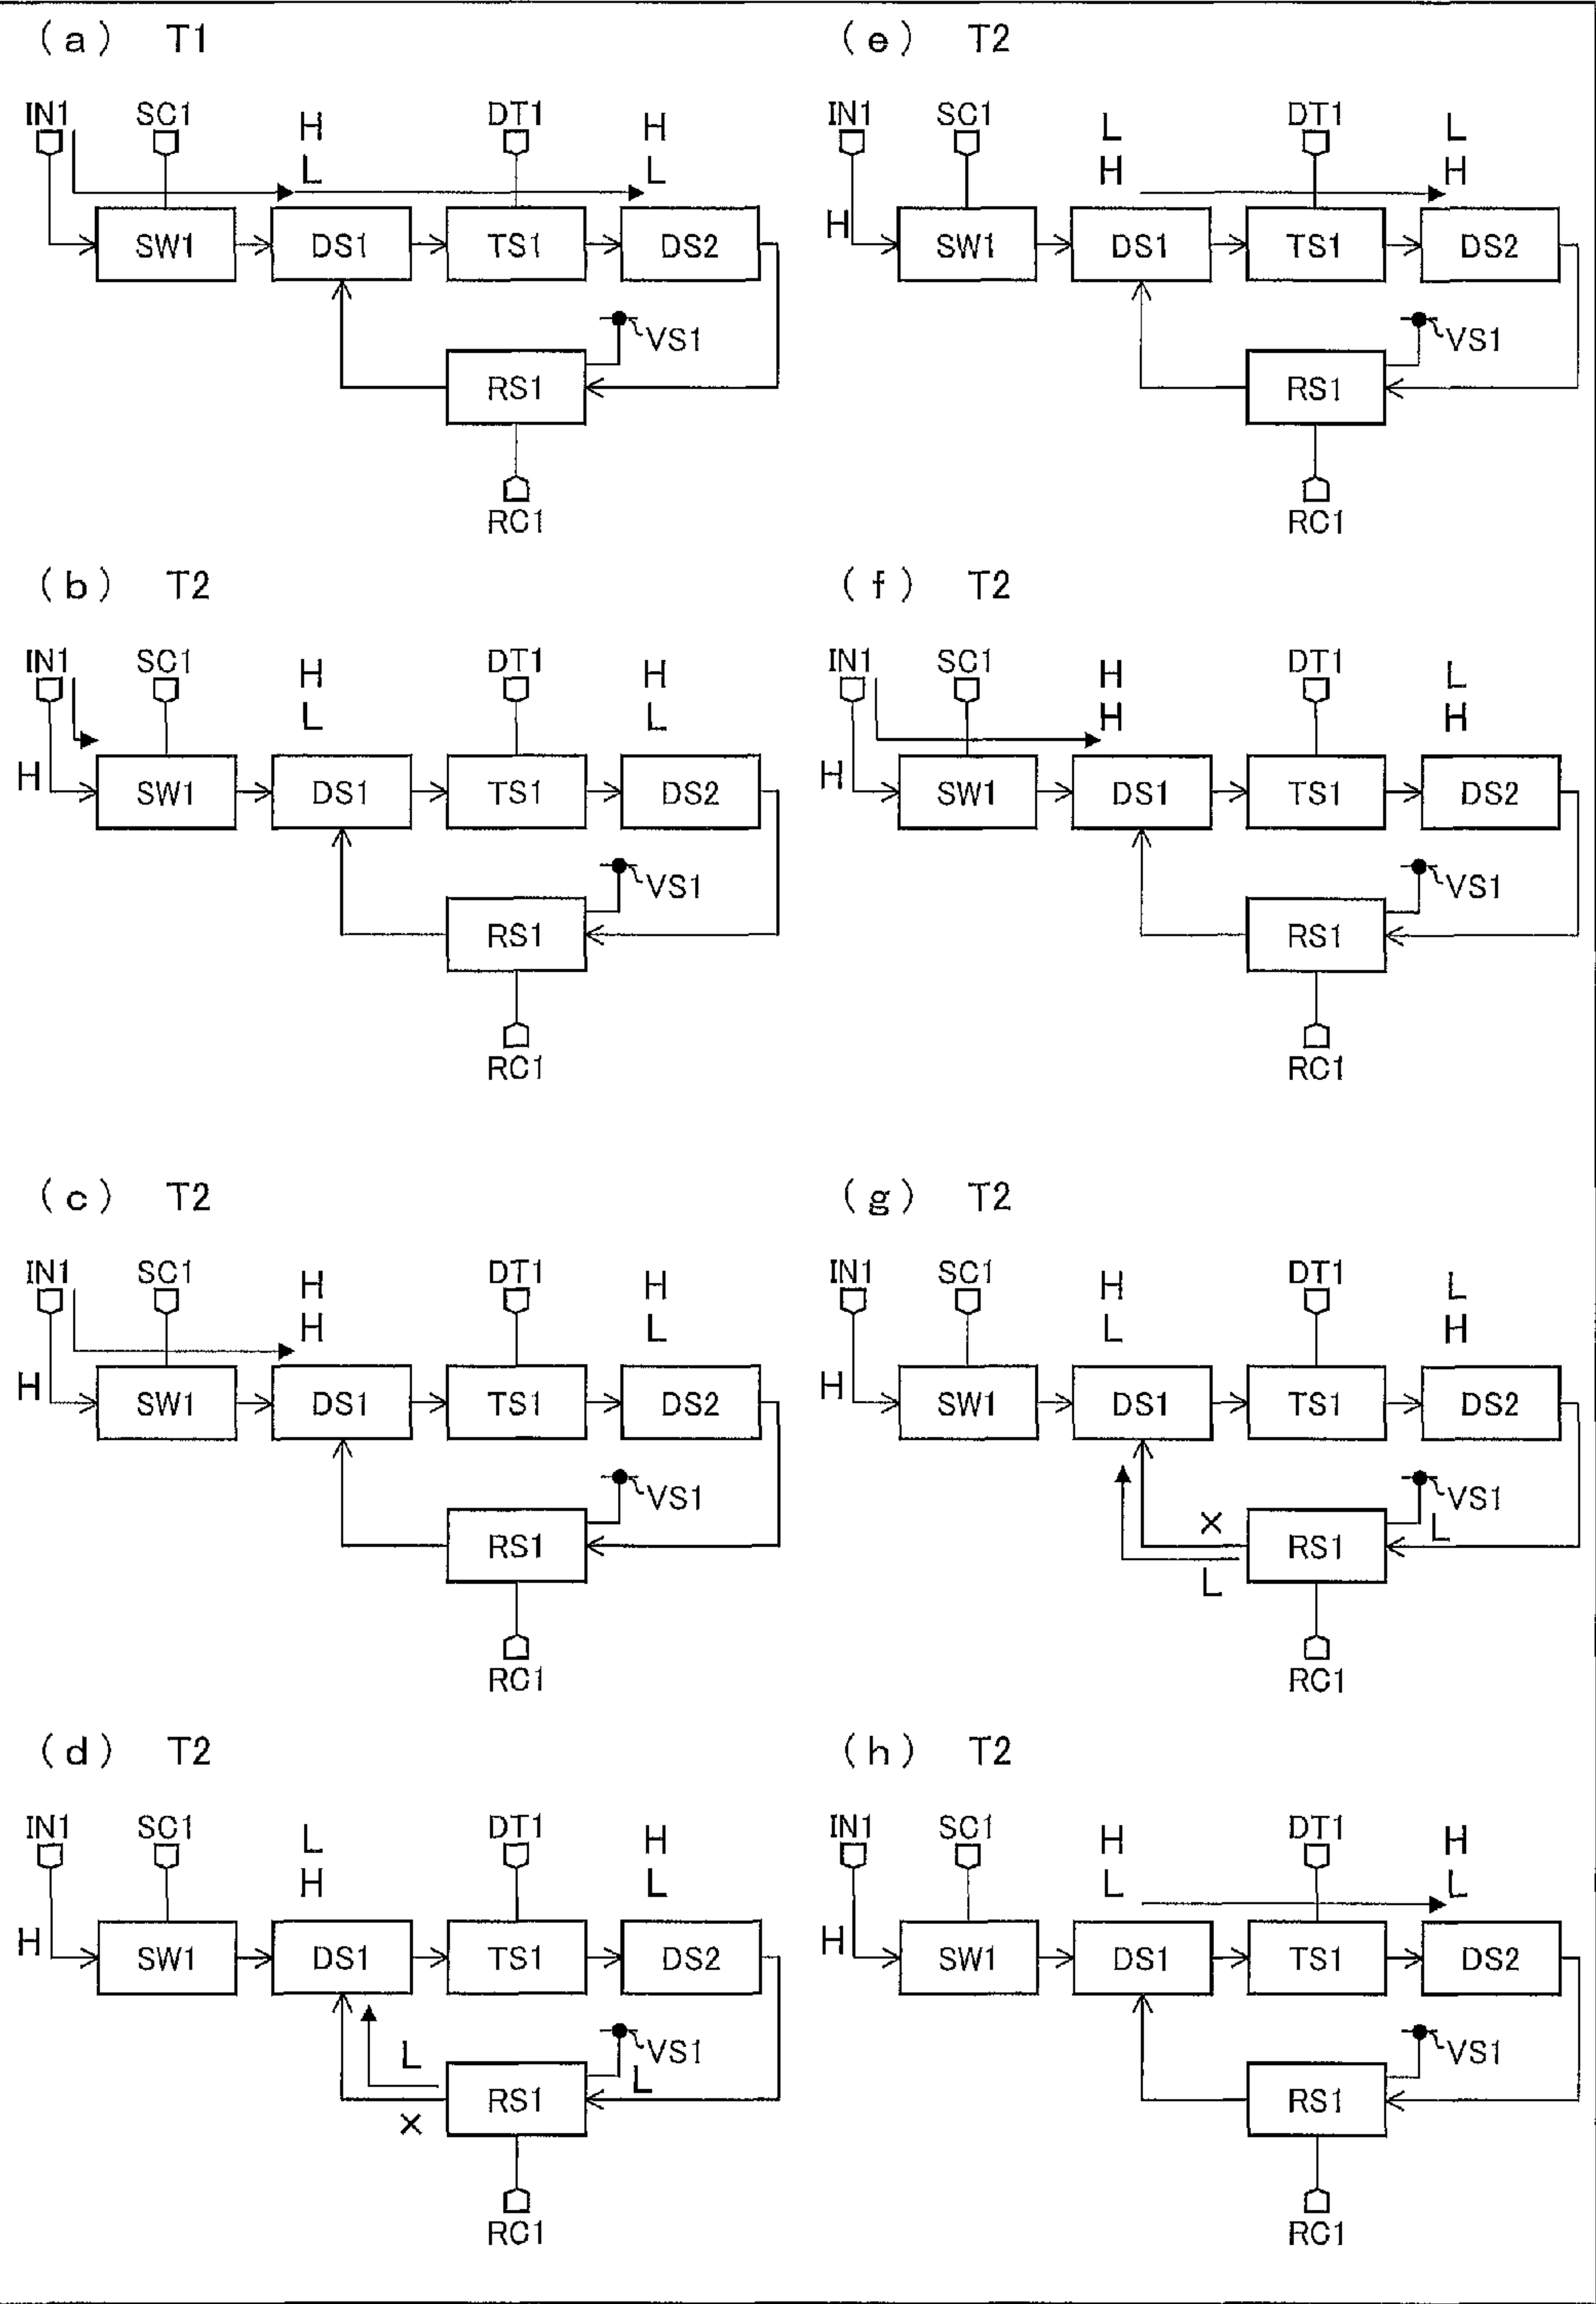 (a) T1
IN1 SC1 H DT1 H
L L
SW1 DS1 TS1 DS2
VS1
RS1
RC1
(b) T2
IN1 SC1 H DT1 H
L L
H SW1 DS1 TS1 DS2
VS1
RS1
RC1
(c) T2
IN1 SC1 H DT1 H
H L
H SW1 DS1 TS1 DS2
VS1
RS1
RC1
(d) T2
IN1 SC1 L DT1 H
H L
H SW1 DS1 TS1 DS2
L VS1
L
RS1
×
RC1
(e) T2
IN1 SC1 L DT1 L
H H
H SW1 DS1 TS1 DS2
VS1
RS1
RC1
(f) T2
IN1 SC1 H DT1 L
H H
H SW1 DS1 TS1 DS2
VS1
RS1
RC1
(g) T2
IN1 SC1 H DT1 L
L H
H SW1 DS1 TS1 DS2
VS1
× L
RS1
L
RC1
(h) T2
IN1 SC1 H DT1 H
L L
H SW1 DS1 TS1 DS2
VS1
RS1
RC1